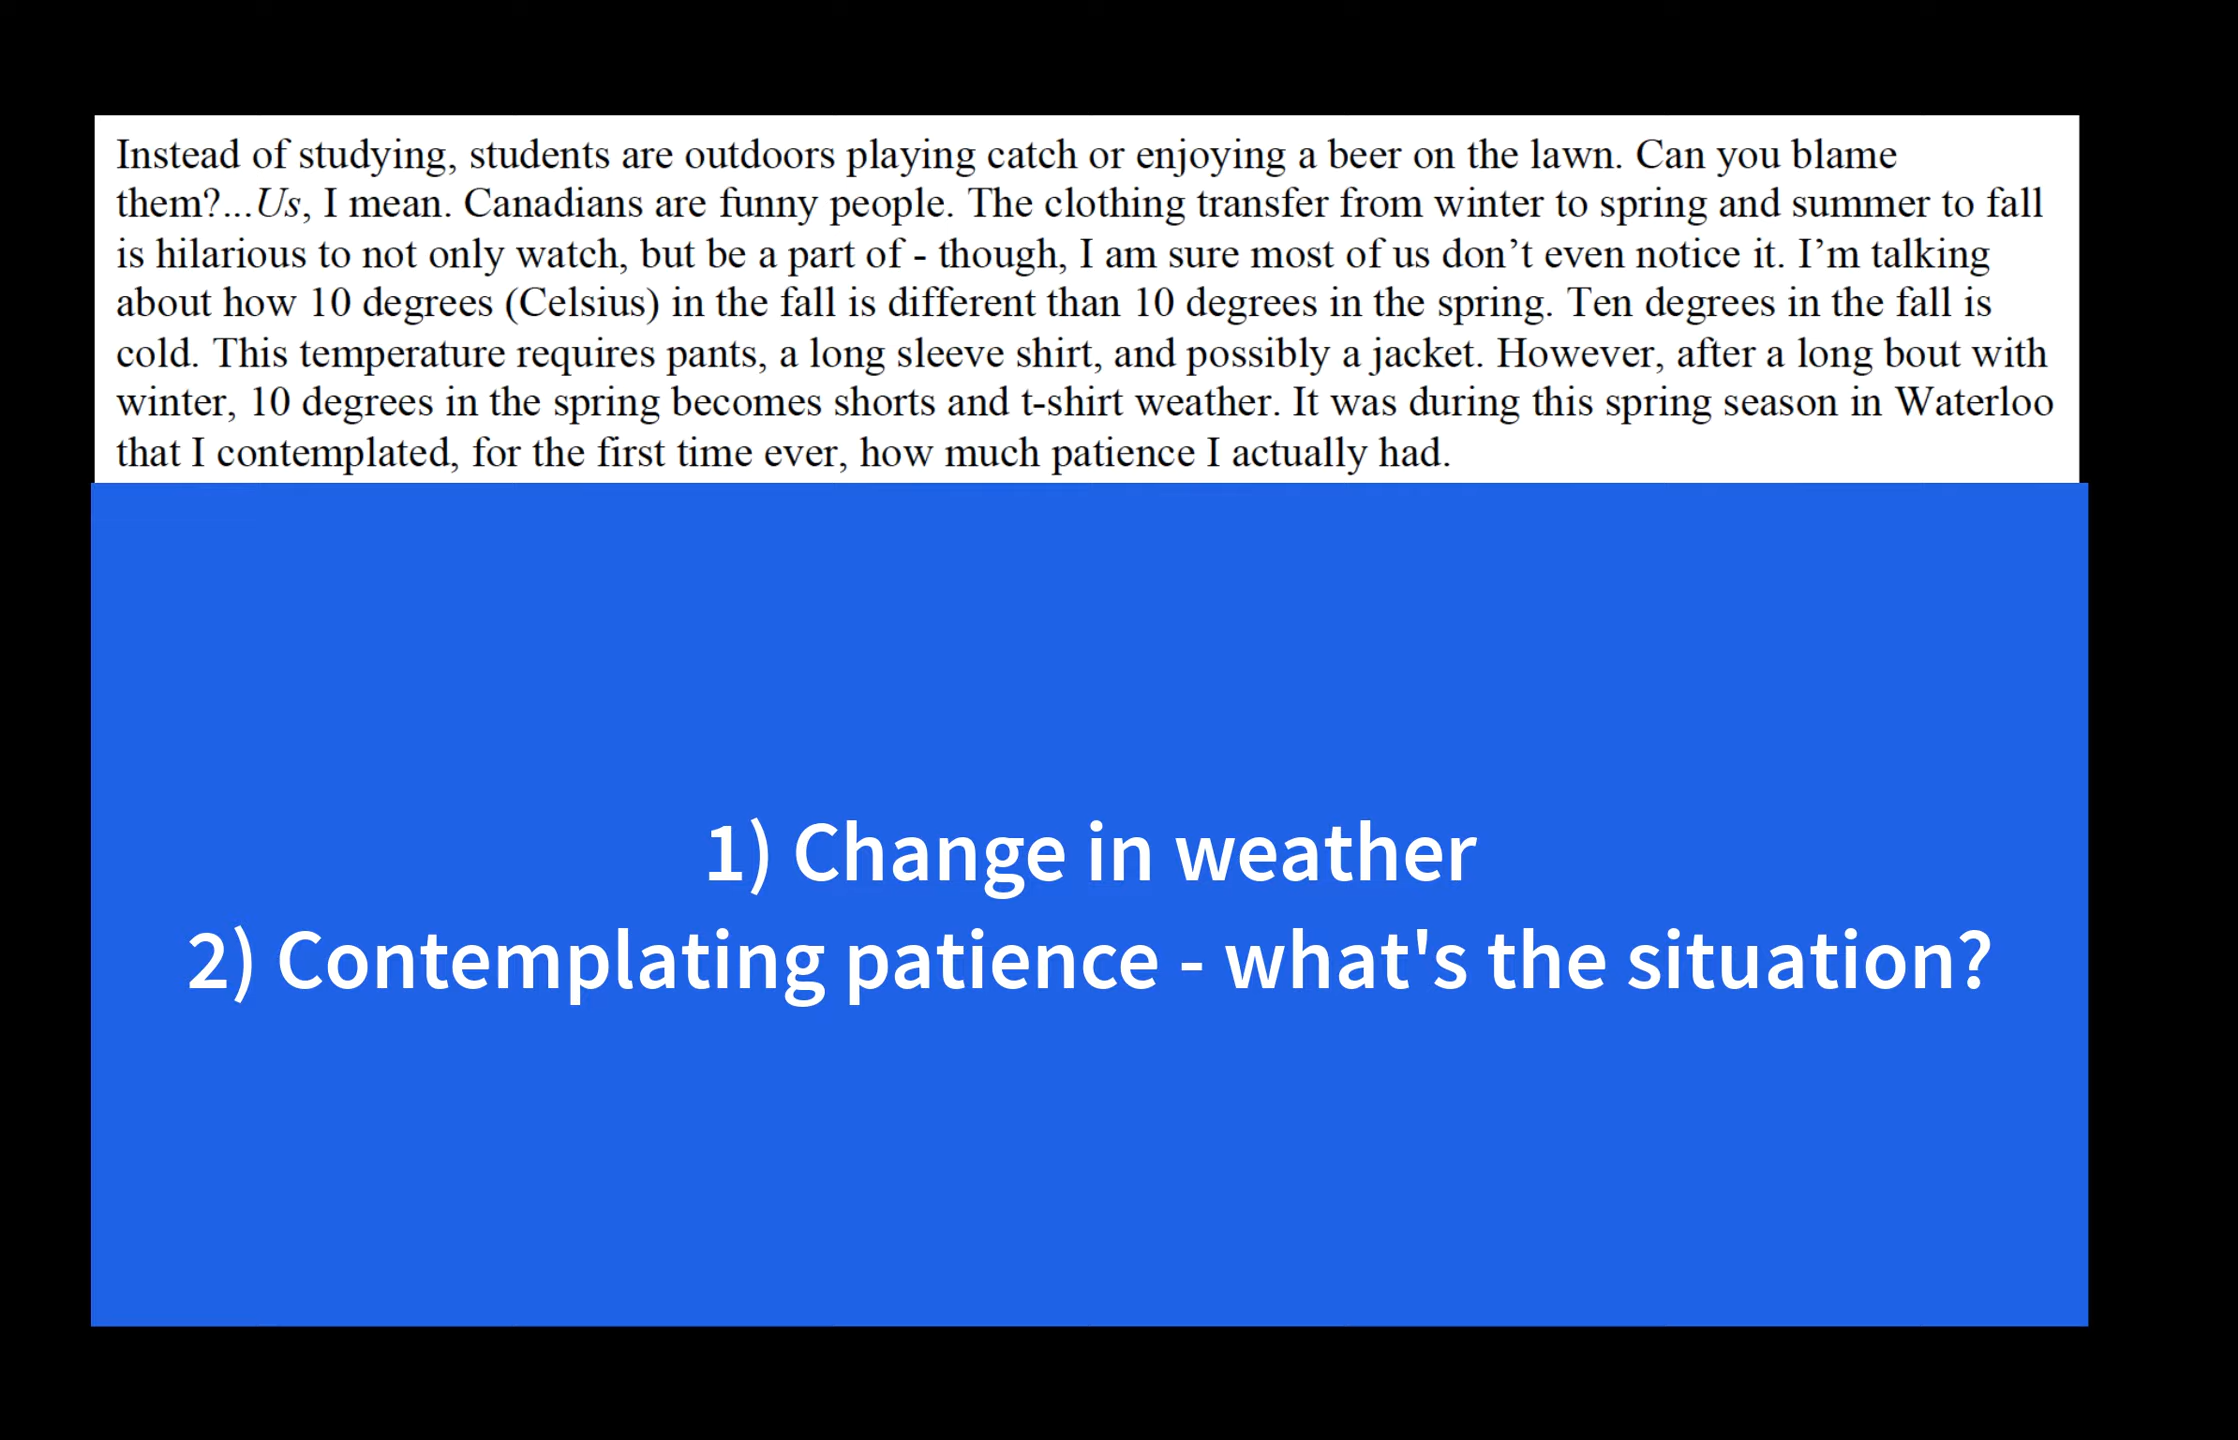 Instead of studying, students are outdoors playing catch or enjoying a beer on the lawn. Can you blame
them?...Us, I mean. Canadians are funny people. The clothing transfer from winter to spring and summer to fall
is hilarious to not only watch, but be a part of - though, I am sure most of us don’t even notice it. I’m talking
about how 10 degrees (Celsius) in the fall is different than 10 degrees in the spring. Ten degrees in the fall is
cold. This temperature requires pants, a long sleeve shirt, and possibly a jacket. However, after a long bout with
winter, 10 degrees in the spring becomes shorts and t-shirt weather. It was during this spring season in Waterloo
that I contemplated, for the first time ever, how much patience I actually had.
1) Change in weather
2) Contemplating patience - what's the situation?